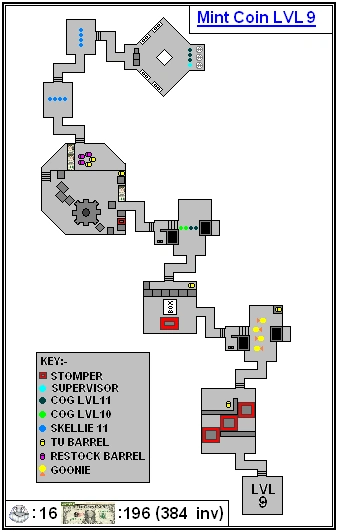 Mint Coin LVL 9
BOX
KEY:-
STOMPER
SUPERVISOR
COG LVL11
COG LVL10
SKELLIE 11
TU BARREL
RESTOCK BARREL
GOONIE
LVL
9
:16 :196 (384 inv)